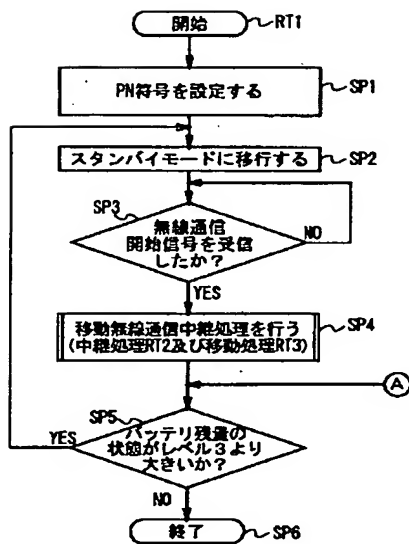 開始
RT1
PN符号を設定する
SP1
スタンバイモードに移行する
SP2
SP3
無線通信
開始信号を受信
したか?
NO
YES
移動無線通信中継処理を行う
(中継処理RT2及び移動処理RT3)
SP4
A
SP5
バッテリ残量の
状態がレベル3より
大きいか?
YES
NO
終了
SP6